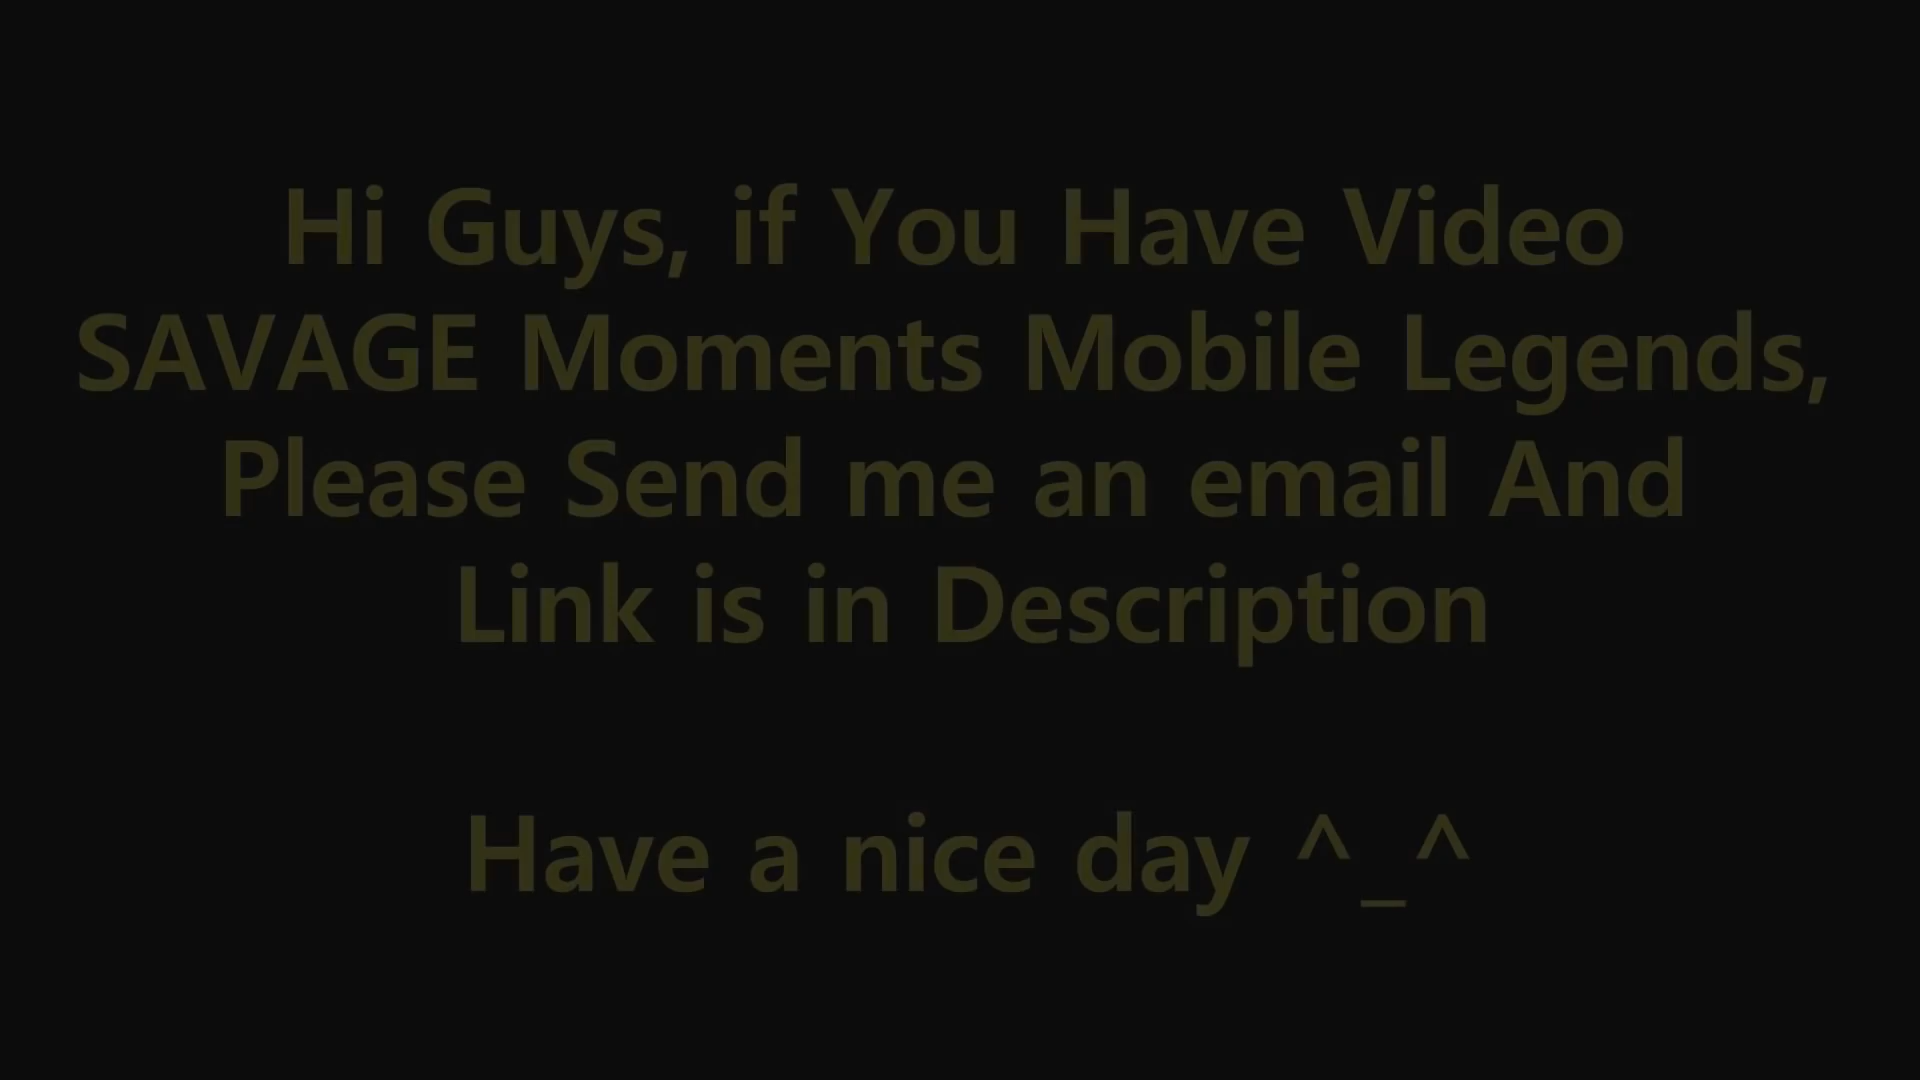 Hi Guys, if You Have Video
SAVAGE Moments Mobile Legends,
Please Send me an email And
Link is in Description
Have a nice day ^_^